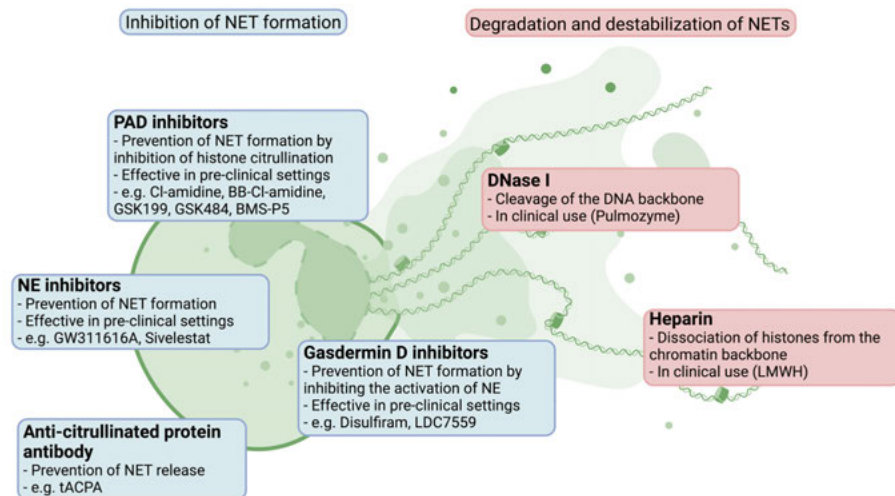 Inhibition of NET formation
Degradation and destabilization of NETs
PAD inhibitors
- Prevention of NET formation by
inhibition of histone citrullination
- Effective in pre-clinical settings
- e.g. Cl-amidine, BB-Cl-amidine,
GSK199, GSK484, BMS-P5
DNase I
- Cleavage of the DNA backbone
- In clinical use (Pulmozyme)
NE inhibitors
- Prevention of NET formation
- Effective in pre-clinical settings
- e.g. GW311616A, Sivelestat
Heparin
- Dissociation of histones from the
chromatin backbone
- In clinical use (LMWH)
Gasdermin D inhibitors
- Prevention of NET formation by
inhibiting the activation of NE
- Effective in pre-clinical settings
- e.g. Disulfiram, LDC7559
Anti-citrullinated protein
antibody
- Prevention of NET release
- e.g. tACPA